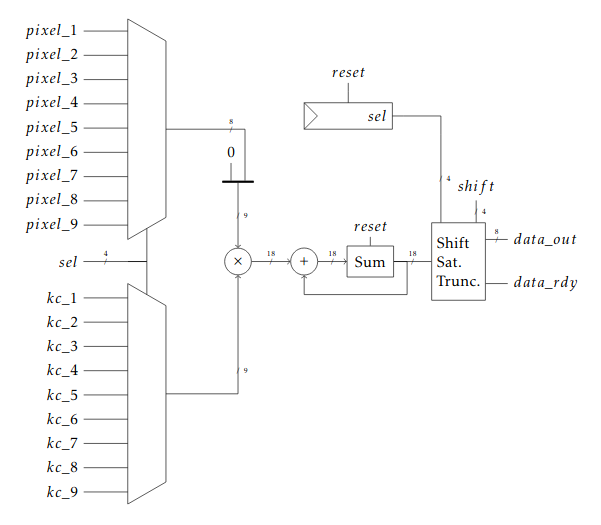 pixel_1
pixel_2
pixel_3
pixel_4
pixel_5
pixel_6
pixel_7
pixel_8
pixel_9
8
0
9
reset
sel
4
shift
4
sel
4
×
18
+
18
reset
Sum
18
Shift
Sat.
Trunc.
8
data_out
data_rdy
kc_1
kc_2
kc_3
kc_4
kc_5
kc_6
kc_7
kc_8
kc_9
9